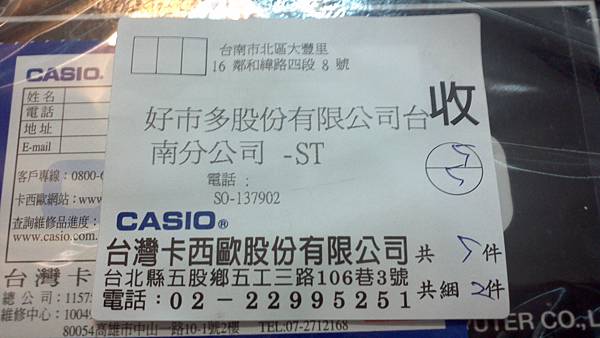 台南市北區大豐里
16 鄰和緯路四段 8 號
收
好市多股份有限公司台
南分公司 -ST
電話：
SO-137902
5
5
CASIO®
台灣卡西歐股份有限公司 共 5 件
台北縣五股鄉五工三路106巷3號
電話：02-22995251 共綑 2件
CASIO.
姓名
電話
地址
E-mail
客戶專線：0800-6
卡西歐網站：www
查詢維修品進度：
www.casio.com.
台灣卡
總公司：1157
維修中心：10049
80054高雄市中山一路10-1號2樓 TEL.07-2712168
UTER CO.,L